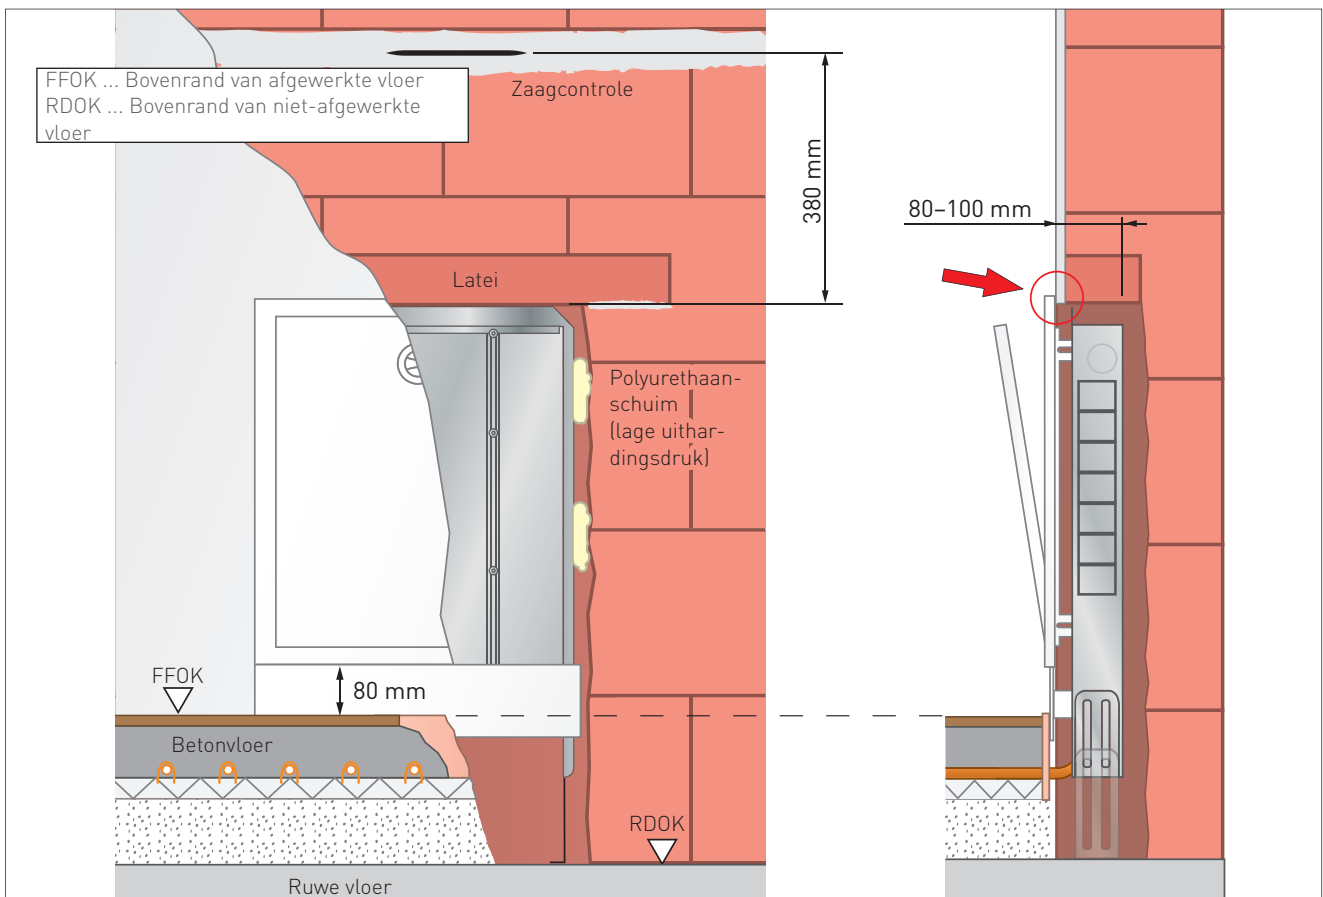 FFOK ... Bovenrand van afgewerkte vloer
RDOK ... Bovenrand van niet-afgewerkte
vloer
Zaagcontrole
380 mm
80–100 mm
Latei
Polyurethaan-
schuim
(lage uithar-
dingsdruk)
FFOK
80 mm
Betonvloer
RDOK
Ruwe vloer